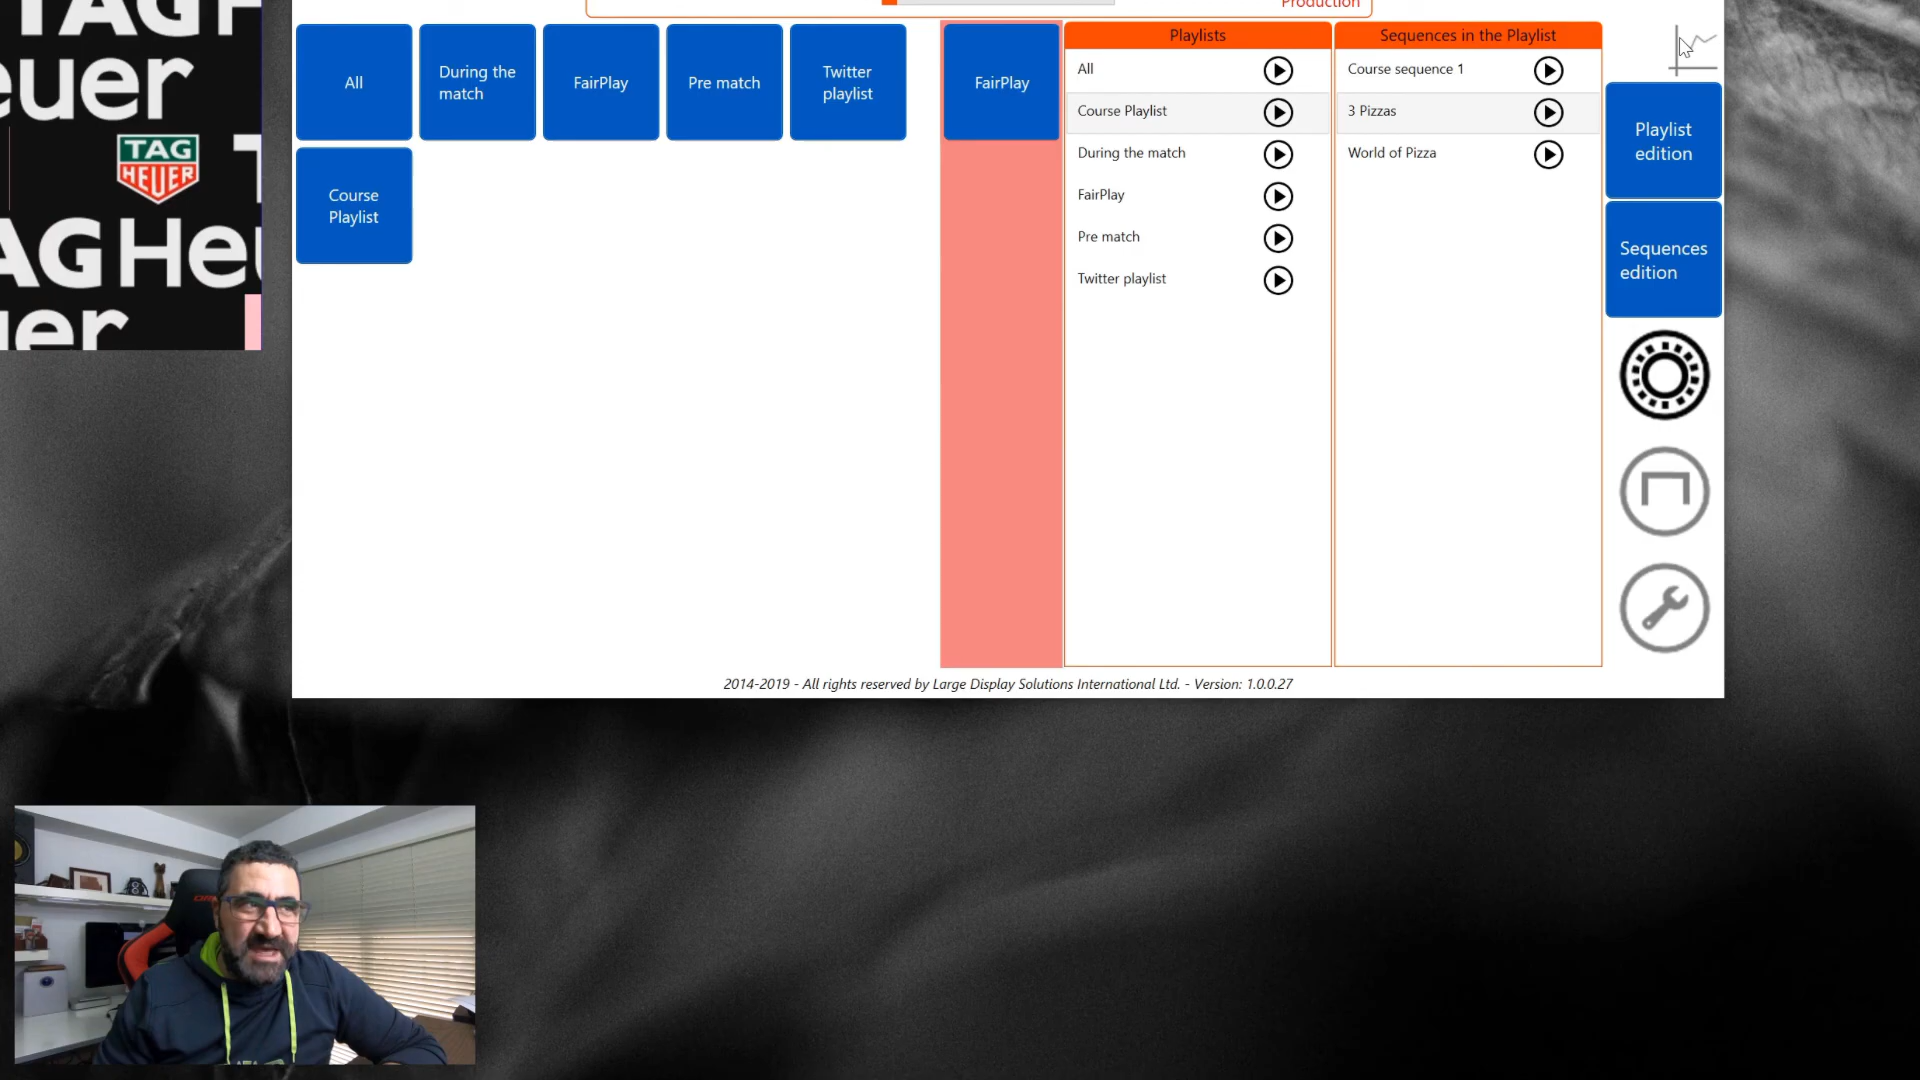 TAG H
euer
TAG
HEUER
T
AG Heu
er
Production
All
During the
match
FairPlay
Pre match
Twitter
playlist
Course
Playlist
FairPlay
Playlists
All
Course Playlist
During the match
FairPlay
Pre match
Twitter playlist
Sequences in the Playlist
Course sequence 1
3 Pizzas
World of Pizza
Playlist
edition
Sequences
edition
2014-2019 - All rights reserved by Large Display Solutions International Ltd. - Version: 1.0.0.27